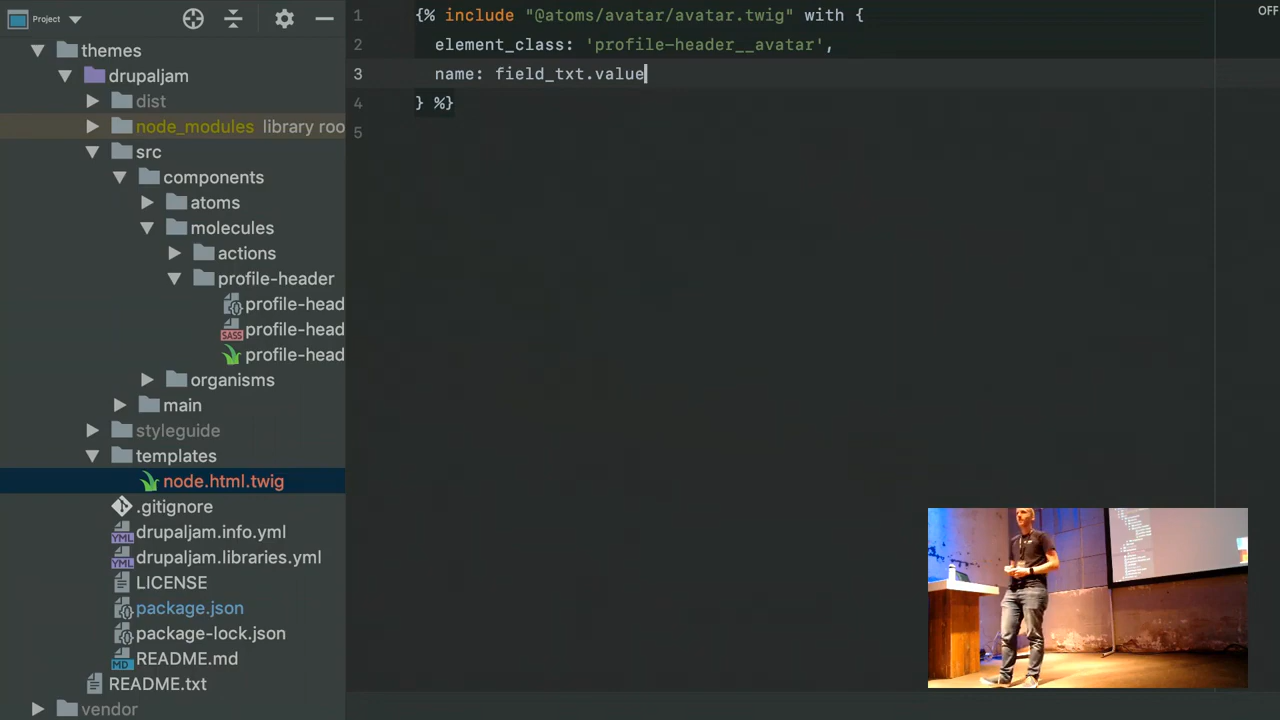 Project
themes
drupaljam
dist
node_modules library roo
src
components
atoms
molecules
actions
profile-header
profile-head
profile-head
profile-head
organisms
main
styleguide
templates
node.html.twig
.gitignore
drupaljam.info.yml
drupaljam.libraries.yml
LICENSE
package.json
package-lock.json
README.md
README.txt
vendor
1 {% include "@atoms/avatar/avatar.twig" with {
2 element_class: 'profile-header__avatar',
3 name: field_txt.value
4 } %}
5
OFF